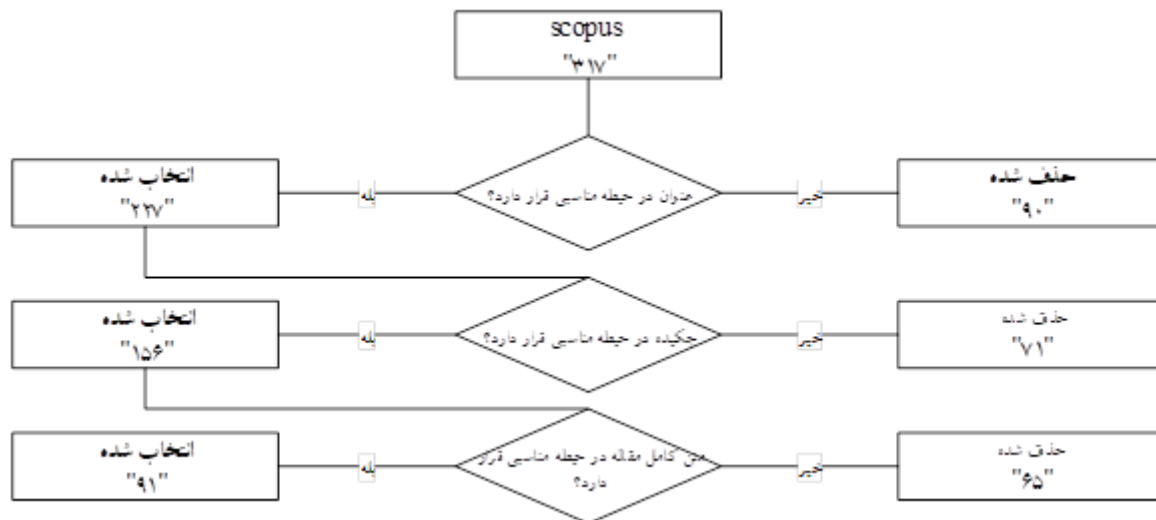 scopus
"۳۱۷"
انتخاب شده
"۲۲۷"
بله
عنوان در حیطه مناسبی قرار دارد؟
خیر
حذف شده
"۹۰"
انتخاب شده
"۱۵۶"
بله
چکیده در حیطه مناسبی قرار دارد؟
خیر
حذف شده
"۷۱"
انتخاب شده
"۹۱"
بله
متن کامل مقاله در حیطه مناسبی قرار
دارد؟
خیر
حذف شده
"۶۵"